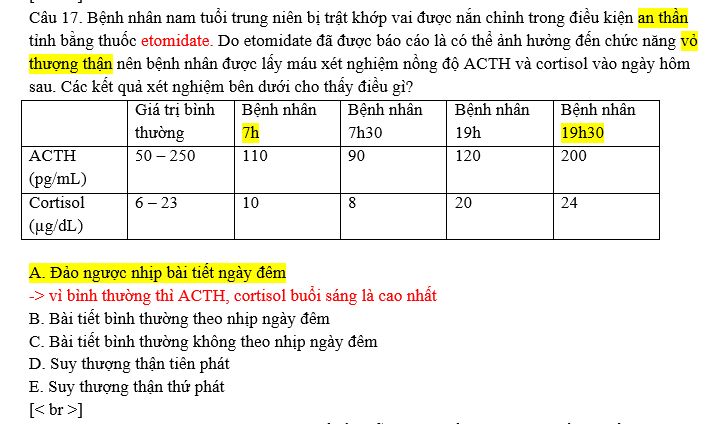 Câu 17. Bệnh nhân nam tuổi trung niên bị trật khớp vai được nắn chỉnh trong điều kiện an thần
tỉnh bằng thuốc etomidate. Do etomidate đã được báo cáo là có thể ảnh hưởng đến chức năng vỏ
thượng thận nên bệnh nhân được lấy máu xét nghiệm nồng độ ACTH và cortisol vào ngày hôm
sau. Các kết quả xét nghiệm bên dưới cho thấy điều gì?
Giá trị bình thường Bệnh nhân 7h Bệnh nhân 7h30 Bệnh nhân 19h Bệnh nhân 19h30
ACTH (pg/mL) 50 – 250 110 90 120 200
Cortisol (µg/dL) 6 – 23 10 8 20 24
A. Đảo ngược nhịp bài tiết ngày đêm
-> vì bình thường thì ACTH, cortisol buổi sáng là cao nhất
B. Bài tiết bình thường theo nhịp ngày đêm
C. Bài tiết bình thường không theo nhịp ngày đêm
D. Suy thượng thận tiên phát
E. Suy thượng thận thứ phát
[< br >]